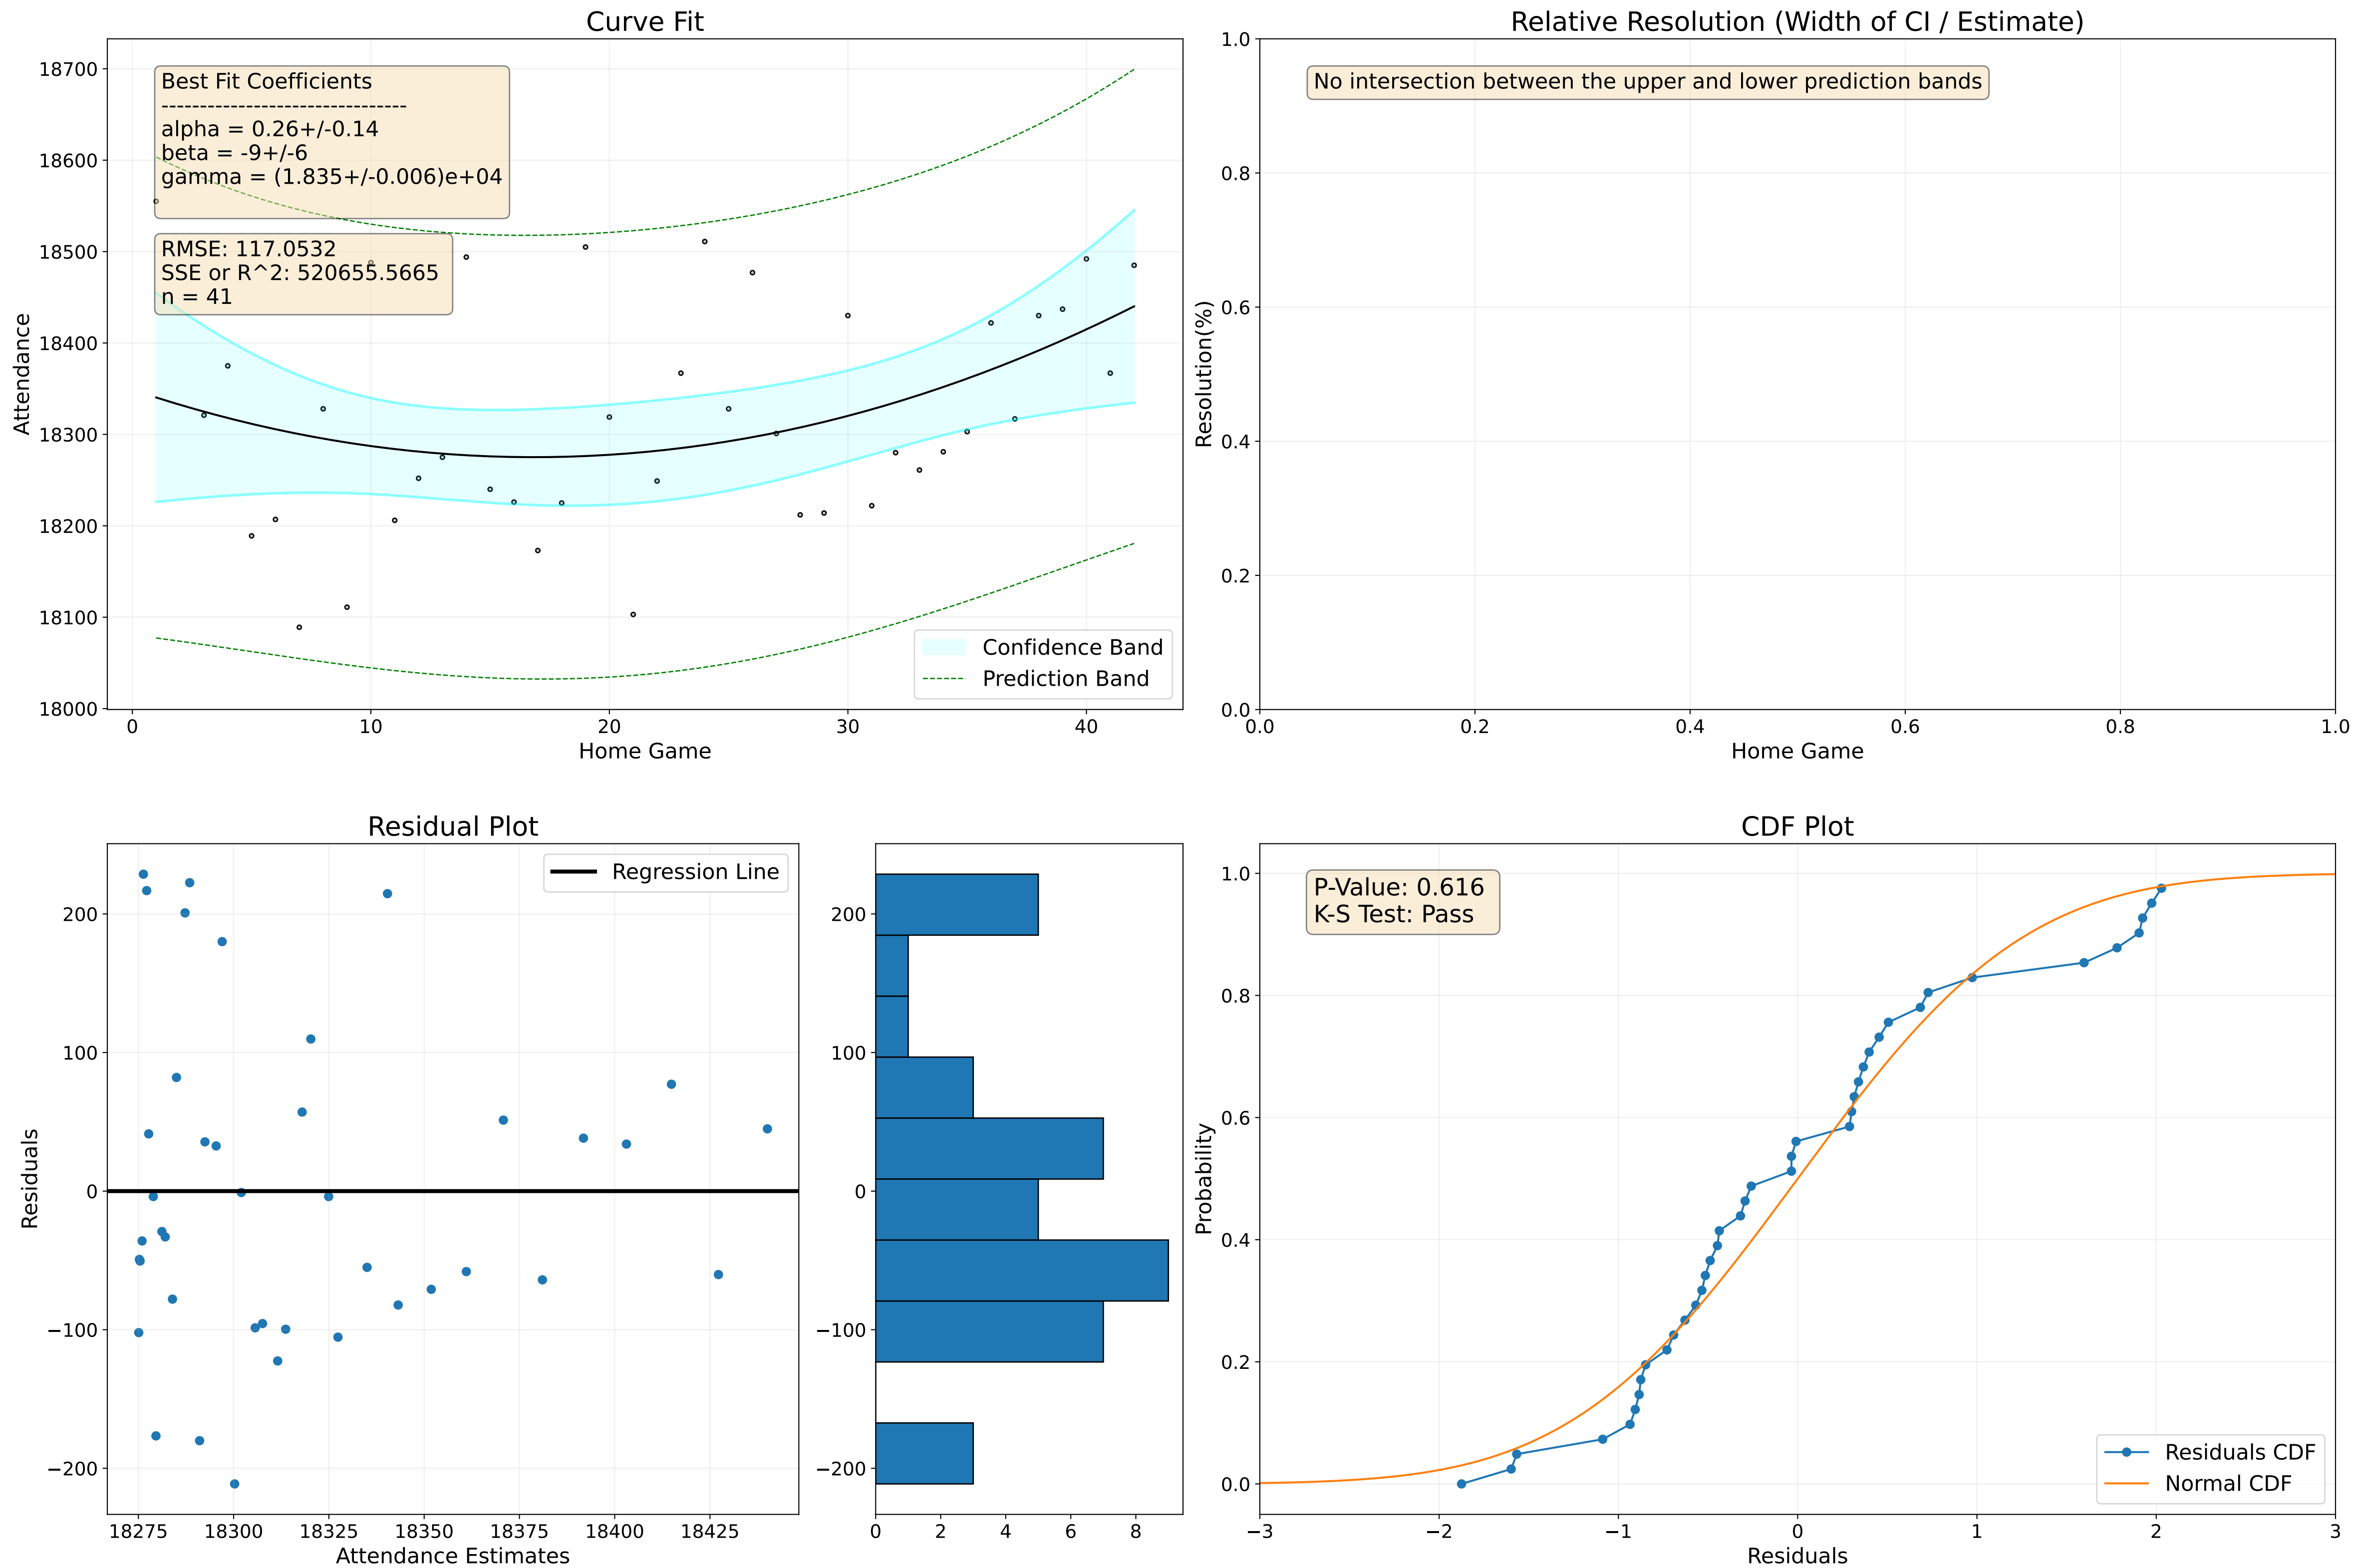 Curve Fit
Best Fit Coefficients
--------------------------------
alpha = 0.26+/-0.14
beta = -9+/-6
gamma = (1.835+/-0.006)e+04
RMSE: 117.0532
SSE or R^2: 520655.5665
n = 41
18700
18600
18500
18400
18300
18200
18100
18000
Attendance
0 10 20 30 40
Home Game
Confidence Band
Prediction Band
Relative Resolution (Width of CI / Estimate)
No intersection between the upper and lower prediction bands
1.0
0.8
0.6
0.4
0.2
0.0
Resolution(%)
0.0 0.2 0.4 0.6 0.8 1.0
Home Game
Residual Plot
Regression Line
200
100
0
−100
−200
Residuals
18275 18300 18325 18350 18375 18400 18425
Attendance Estimates
200
100
0
−100
−200
0 2 4 6 8
CDF Plot
P-Value: 0.616
K-S Test: Pass
1.0
0.8
0.6
0.4
0.2
0.0
Probability
−3 −2 −1 0 1 2 3
Residuals
Residuals CDF
Normal CDF